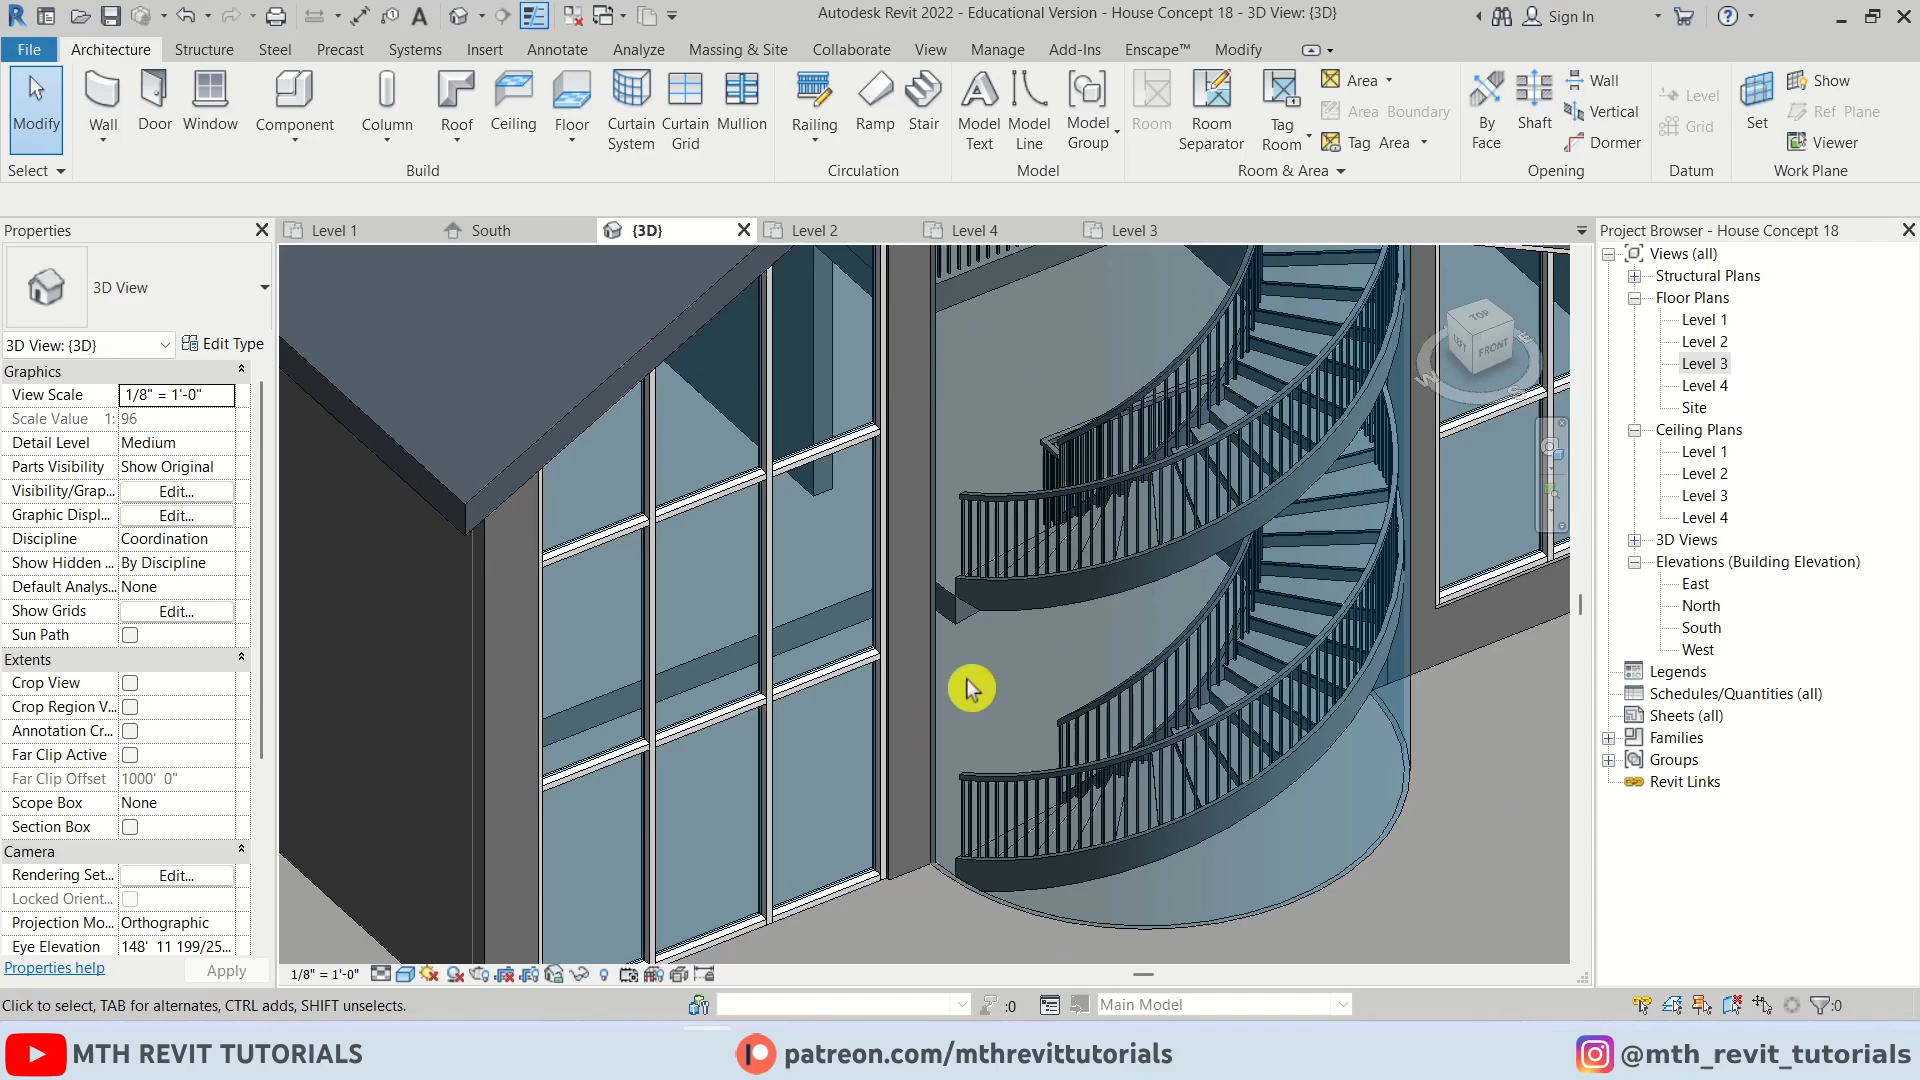 Autodesk Revit 2022 - Educational Version - House Concept 18 - 3D View: {3D}
Sign In
File Architecture Structure Steel Precast Systems Insert Annotate Analyze Massing & Site Collaborate View Manage Add-Ins Enscape™ Modify
Modify
Wall
Door
Window
Component
Column
Roof
Ceiling
Floor
Curtain System
Curtain Grid
Mullion
Railing
Ramp
Stair
Model Text
Model Line
Model Group
Room
Room Separator
Tag Room
Area
Area Boundary
Tag Area
By Face
Shaft
Wall
Vertical
Dormer
Level
Grid
Set
Show
Ref Plane
Viewer
Select
Build
Circulation
Model
Room & Area
Opening
Datum
Work Plane
Properties
Level 1
South
{3D}
Level 2
Level 4
Level 3
3D View
3D View: {3D}
Edit Type
Graphics
View Scale 1/8" = 1'-0"
Scale Value 1: 96
Detail Level Medium
Parts Visibility Show Original
Visibility/Grap... Edit...
Graphic Displ... Edit...
Discipline Coordination
Show Hidden ... By Discipline
Default Analys... None
Show Grids Edit...
Sun Path
Extents
Crop View
Crop Region V...
Annotation Cr...
Far Clip Active
Far Clip Offset 1000' 0"
Scope Box None
Section Box
Camera
Rendering Set... Edit...
Locked Orient...
Projection Mo... Orthographic
Eye Elevation 148' 11 199/25...
Properties help
Apply
TOP
LEFT
FRONT
W
S
1/8" = 1'-0"
Project Browser - House Concept 18
Views (all)
Structural Plans
Floor Plans
Level 1
Level 2
Level 3
Level 4
Site
Ceiling Plans
Level 1
Level 2
Level 3
Level 4
3D Views
Elevations (Building Elevation)
East
North
South
West
Legends
Schedules/Quantities (all)
Sheets (all)
Families
Groups
Revit Links
Click to select, TAB for alternates, CTRL adds, SHIFT unselects.
:0
Main Model
:0
MTH REVIT TUTORIALS
patreon.com/mthrevittutorials
@mth_revit_tutorials